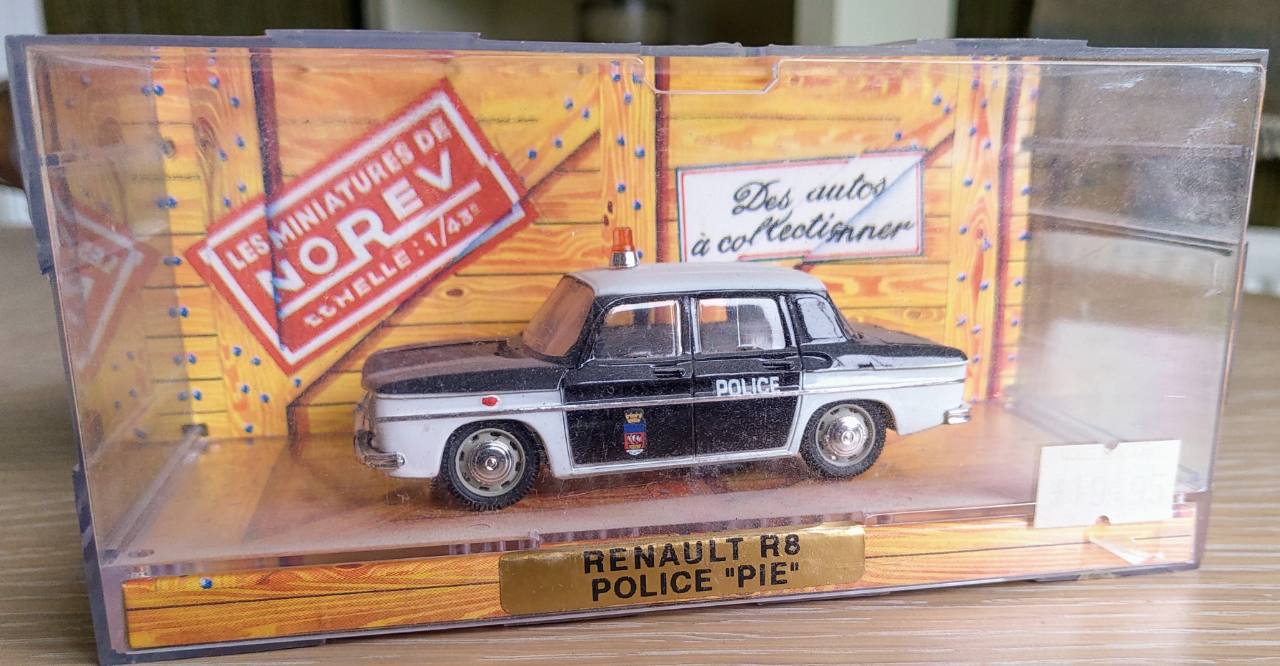 LES MINIATURES DE
NOREV
ECHELLE : 1/43ᵉ
Des autos
à collectionner
POLICE
RENAULT R8
POLICE "PIE"